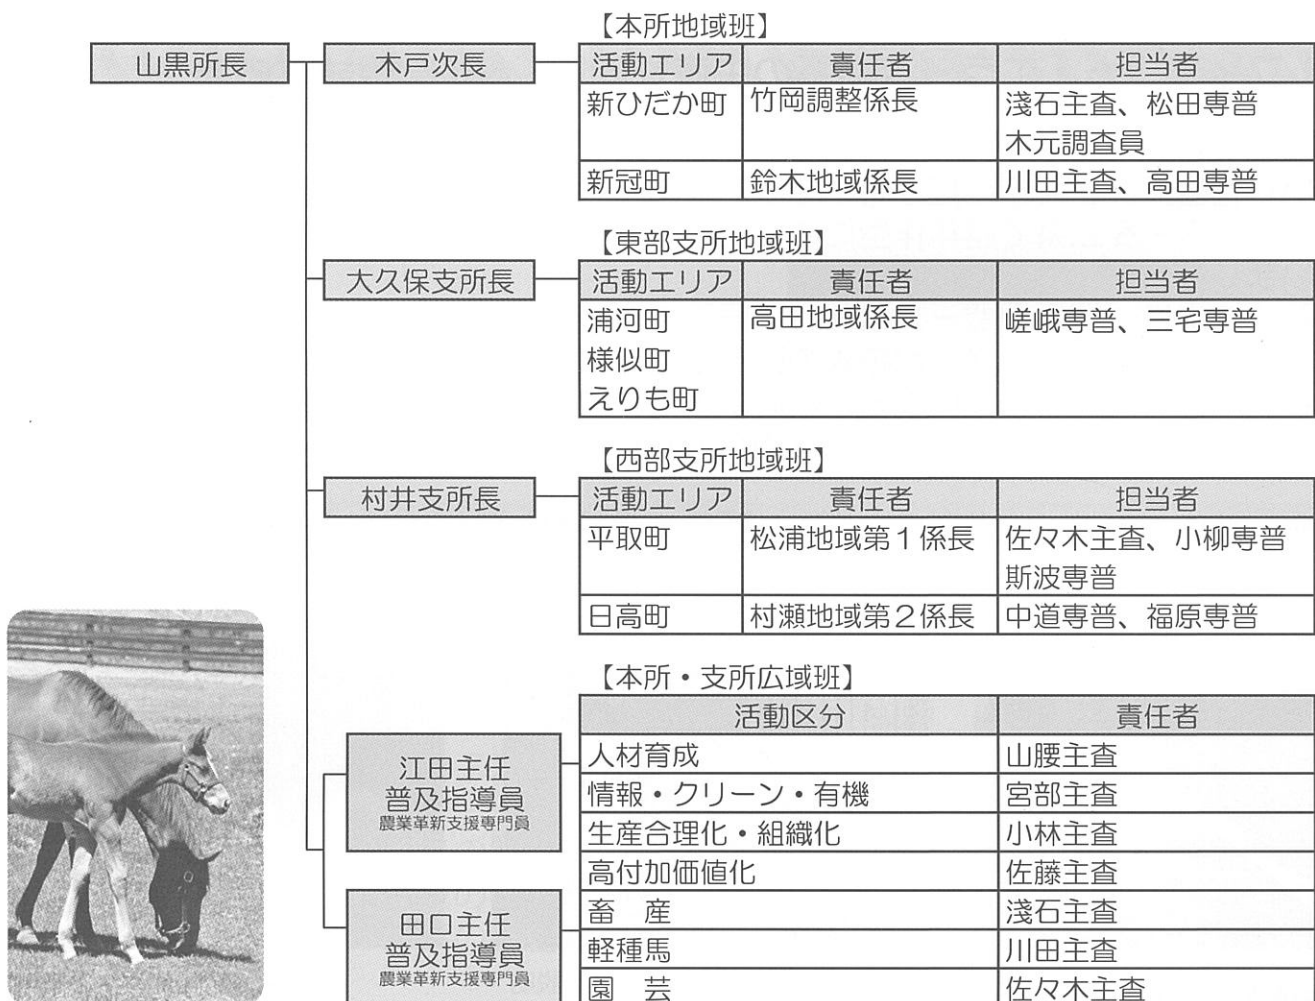 【本所地域班】
山黒所長 木戸次長 活動エリア 責任者 担当者
新ひだか町 竹岡調整係長 淺石主査、松田専普
木元調査員
新冠町 鈴木地域係長 川田主査、高田専普
【東部支所地域班】
大久保支所長 活動エリア 責任者 担当者
浦河町 高田地域係長 嵯峨専普、三宅専普
様似町
えりも町
【西部支所地域班】
村井支所長 活動エリア 責任者 担当者
平取町 松浦地域第1係長 佐々木主査、小柳専普
斯波専普
日高町 村瀬地域第2係長 中道専普、福原専普
【本所・支所広域班】
活動区分 責任者
江田主任
普及指導員
農業革新支援専門員
人材育成 山腰主査
情報・クリーン・有機 宮部主査
生産合理化・組織化 小林主査
高付加価値化 佐藤主査
田口主任
普及指導員
農業革新支援専門員
畜　産 淺石主査
軽種馬 川田主査
園　芸 佐々木主査